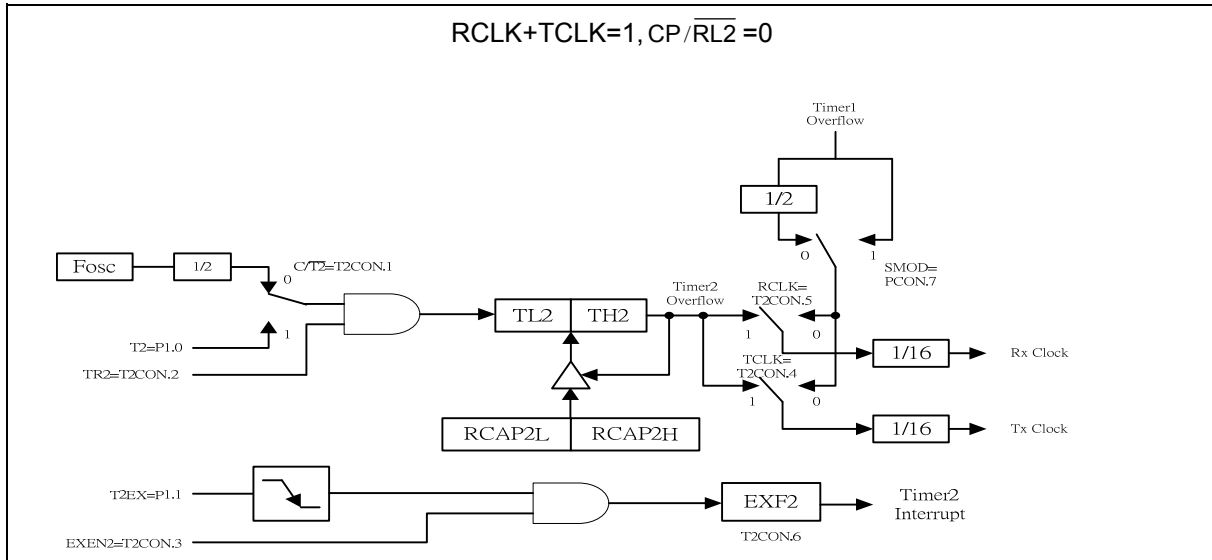 RCLK+TCLK=1, CP/RL2 =0
Timer1
Overflow
1/2
0
1
SMOD=
PCON.7
Fosc
1/2
C/T2=T2CON.1
0
1
T2=P1.0
TR2=T2CON.2
TL2
TH2
Timer2
Overflow
RCLK=
T2CON.5
1
0
1/16
Rx Clock
TCLK=
T2CON.4
1
0
1/16
Tx Clock
RCAP2L
RCAP2H
T2EX=P1.1
EXEN2=T2CON.3
EXF2
T2CON.6
Timer2
Interrupt